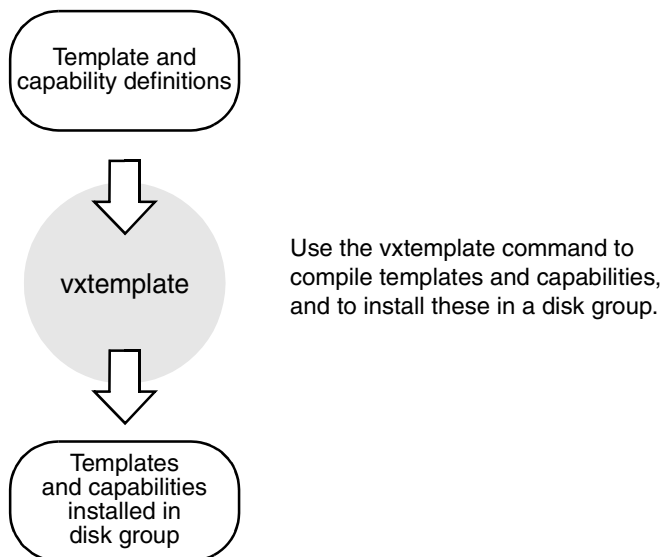 Template and
capability definitions
vxtemplate
Use the vxtemplate command to
compile templates and capabilities,
and to install these in a disk group.
Templates
and capabilities
installed in
disk group